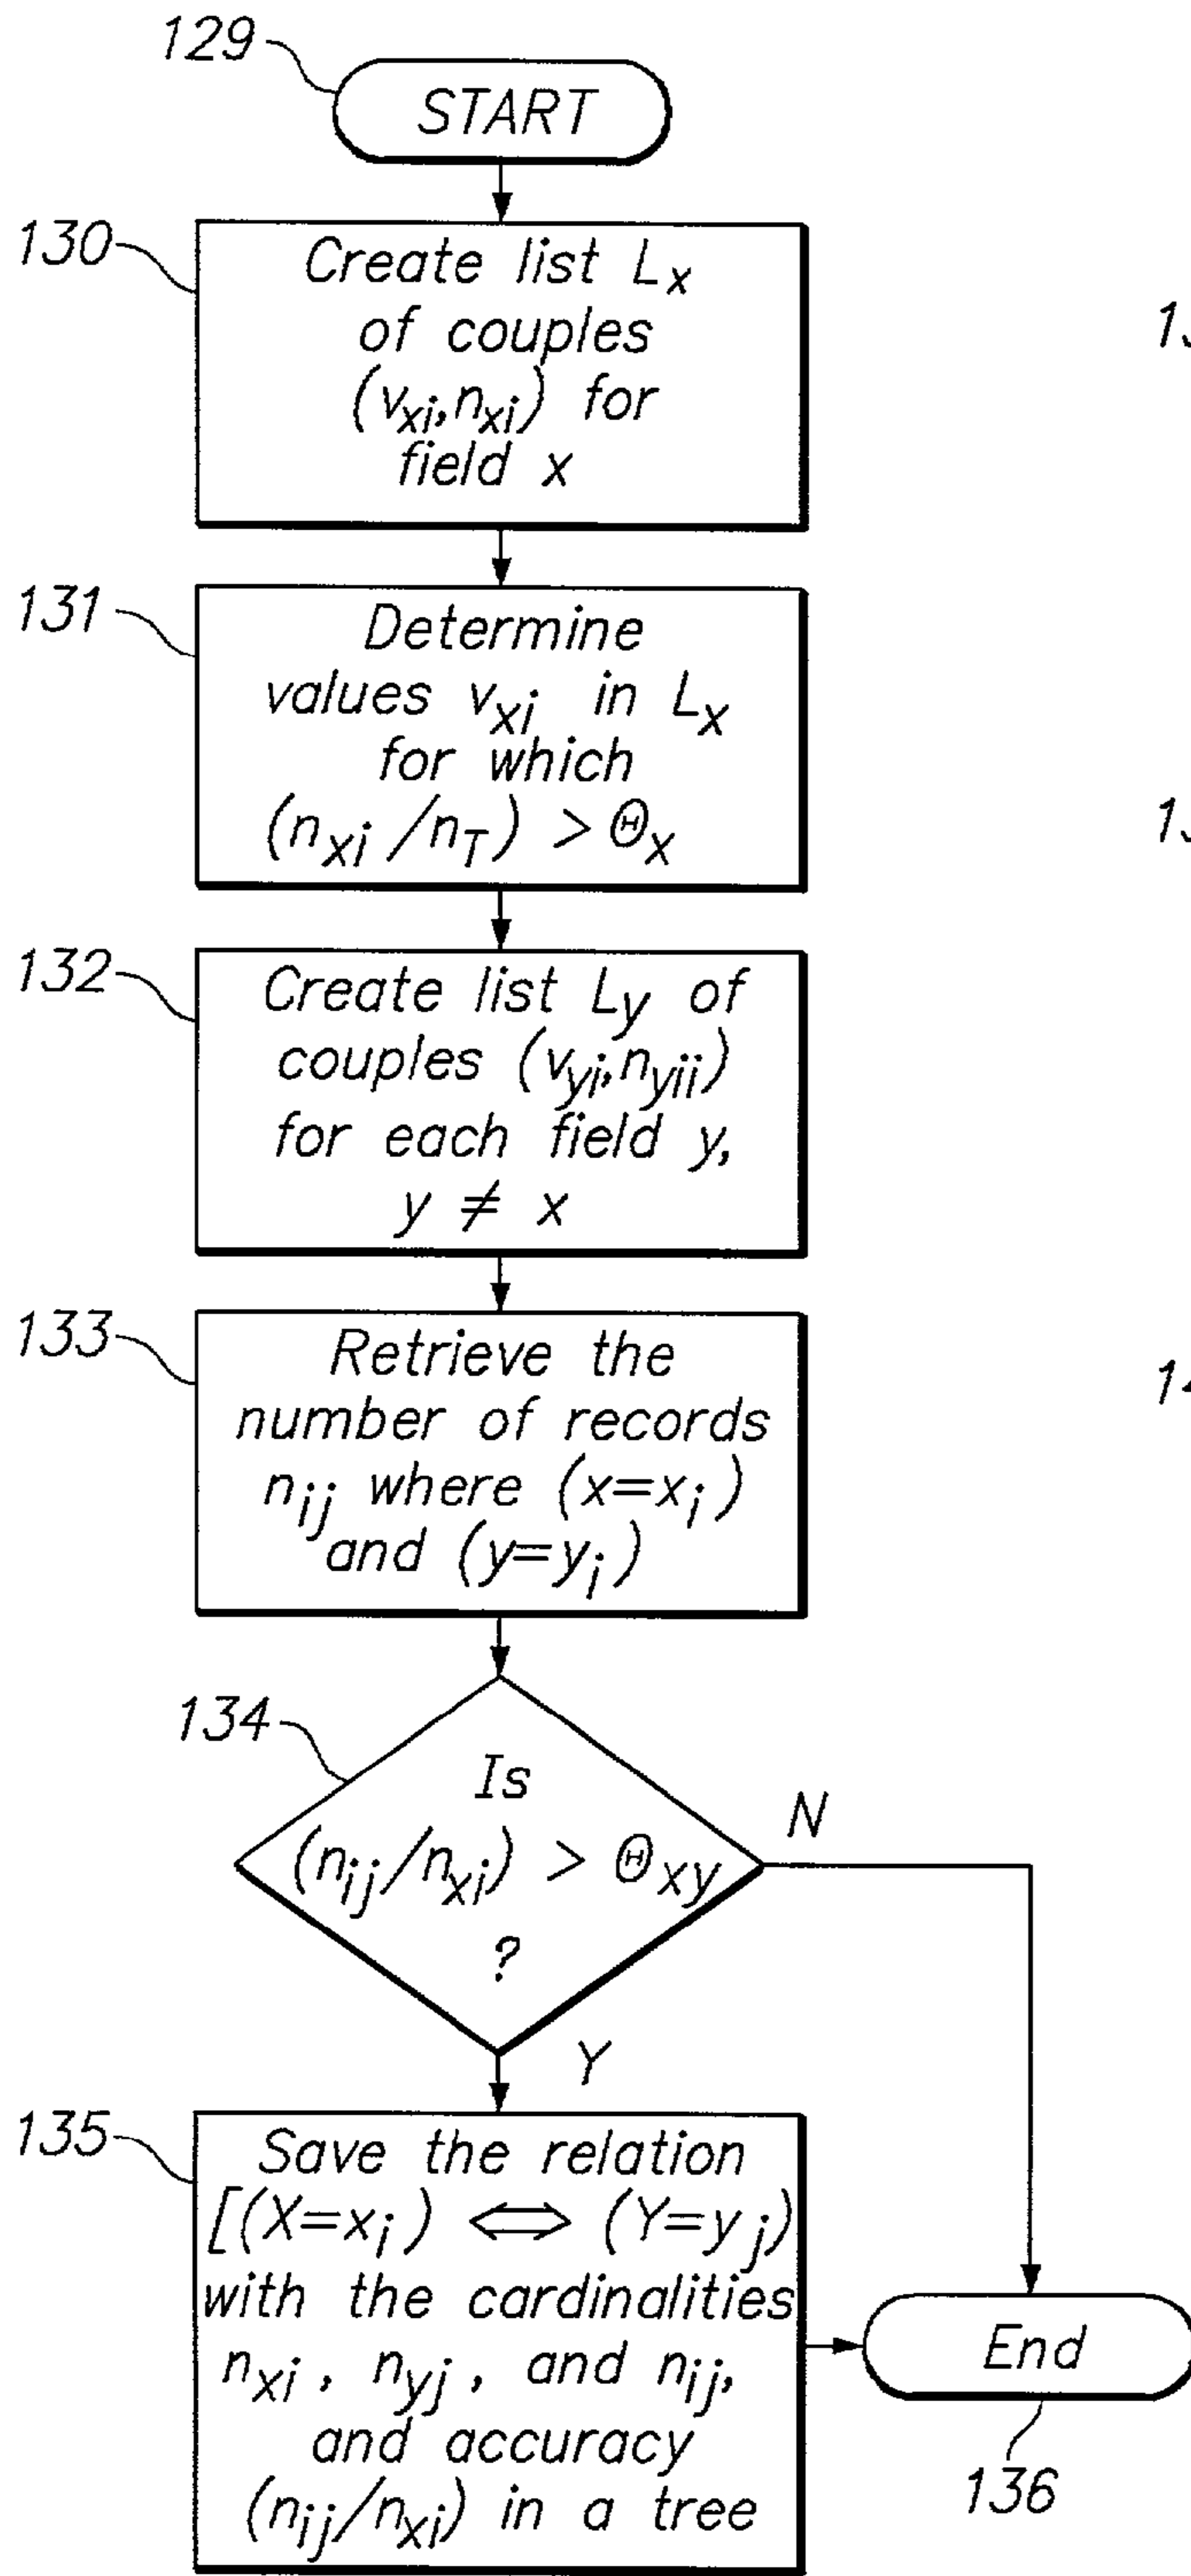 129
START
130
Create list Lx
of couples
(vxi,nxi) for
field x
131
Determine
values vxi in Lx
for which
(nxi/nT) > Θx
132
Create list Ly of
couples (vyi,nyii)
for each field y,
y ≠ x
133
Retrieve the
number of records
nij where (x=xi)
and (y=yi)
134
Is
(nij/nxi) > Θxy
?
N
Y
135
Save the relation
[(X=xi) ⇔ (Y=yj)
with the cardinalities
nxi, nyj, and nij,
and accuracy
(nij/nxi) in a tree
End
136